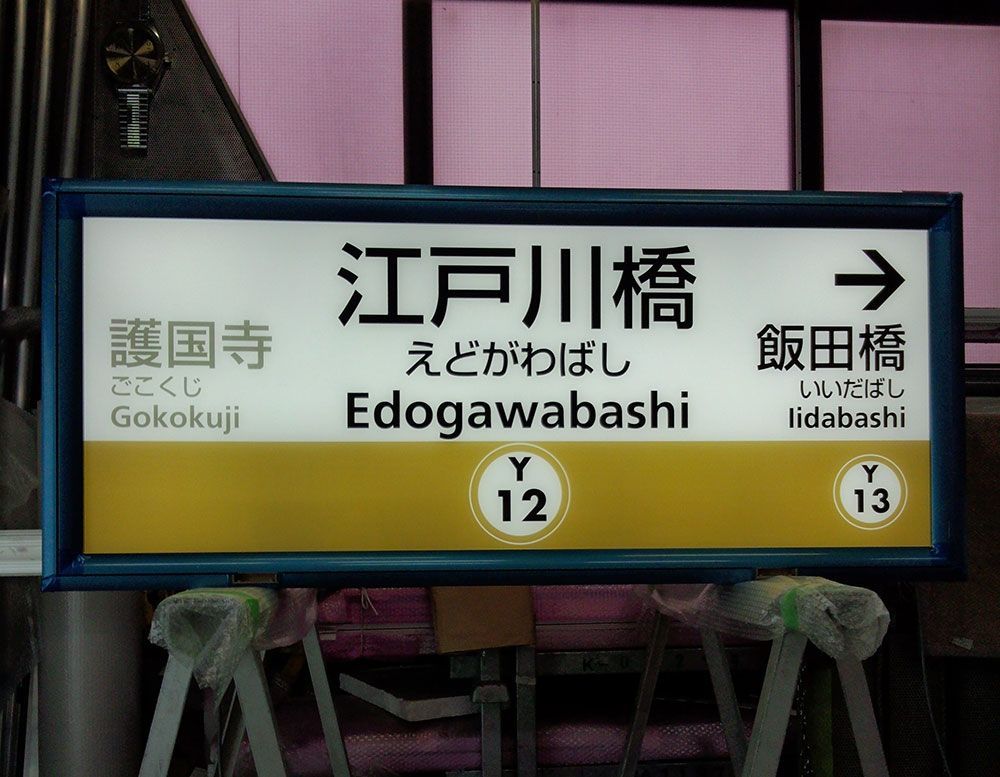 江戸川橋
えどがわばし
Edogawabashi
→
護国寺
ごこくじ
Gokokuji
飯田橋
いいだばし
Iidabashi
Y
12
Y
13